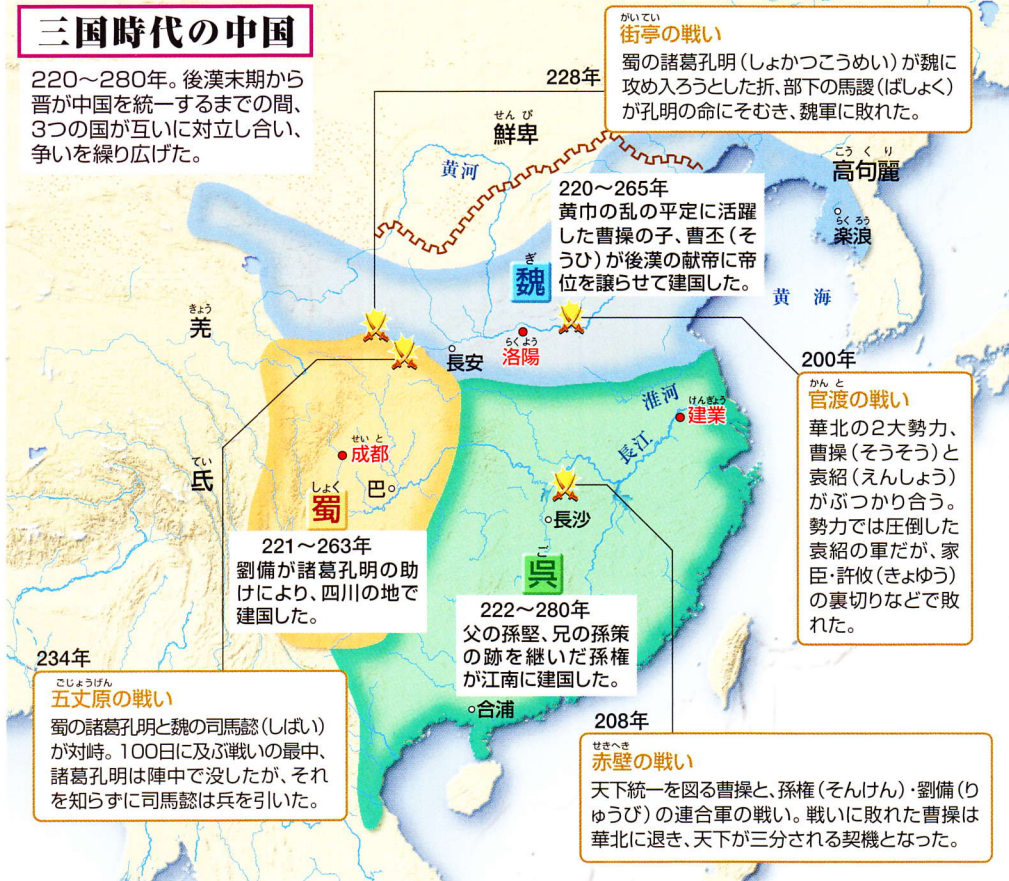 三国時代の中国
220～280年。後漢末期から
晋が中国を統一するまでの間、
3つの国が互いに対立し合い、
争いを繰り広げた。
228年
がいてい
街亭の戦い
蜀の諸葛孔明（しょかつこうめい）が魏に
攻め入ろうとした折、部下の馬謖（ばしょく）
が孔明の命にそむき、魏軍に敗れた。
せんぴ
鮮卑
黄河
こうくり
高句麗
らくろう
楽浪
220～265年
黄巾の乱の平定に活躍
した曹操の子、曹丕（そ
うひ）が後漢の献帝に帝
位を譲らせて建国した。
ぎ
魏
黄海
きょう
羌
長安
らくよう
洛陽
200年
かんと
官渡の戦い
華北の2大勢力、
曹操（そうそう）と
袁紹（えんしょう）
がぶつかり合う。
勢力では圧倒した
袁紹の軍だが、家
臣・許攸（きょゆう）
の裏切りなどで敗
れた。
淮河
けんぎょう
建業
長江
せいと
成都
てい
氐
巴
しょく
蜀
長沙
221～263年
劉備が諸葛孔明の助
けにより、四川の地で
建国した。
ご
呉
222～280年
父の孫堅、兄の孫策
の跡を継いだ孫権
が江南に建国した。
合浦
234年
ごじょうげん
五丈原の戦い
蜀の諸葛孔明と魏の司馬懿（しばい）
が対峙。100日に及ぶ戦いの最中、
諸葛孔明は陣中で没したが、それ
を知らずに司馬懿は兵を引いた。
208年
せきへき
赤壁の戦い
天下統一を図る曹操と、孫権（そんけん）・劉備（り
ゅうび）の連合軍の戦い。戦いに敗れた曹操は
華北に退き、天下が三分される契機となった。